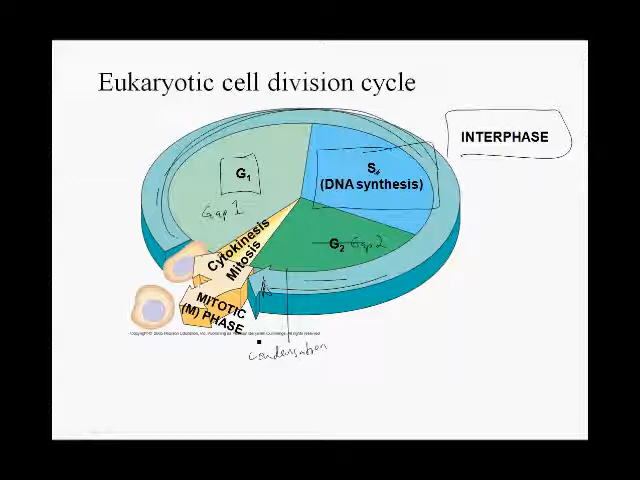 Eukaryotic cell division cycle
INTERPHASE
G1
S
(DNA synthesis)
Gap 1
G2 Gap 2
Cytokinesis
Mitosis
MITOTIC
(M) PHASE
condensation